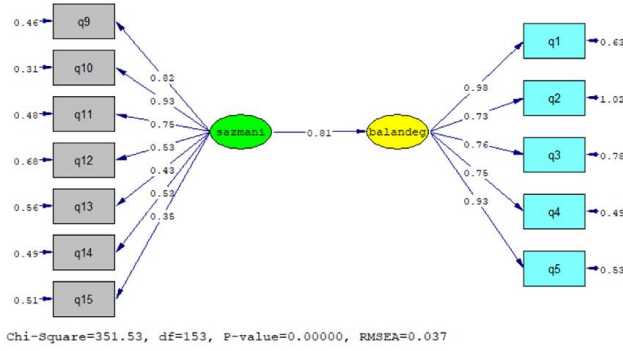 0.46 q9
0.31 q10
0.48 q11
0.68 q12
0.56 q13
0.49 q14
0.51 q15
0.82
0.93
0.75
0.53
0.43
0.53
0.35
sazmani 0.81 balandeg
0.98
0.73
0.76
0.75
0.93
q1 0.63
q2 1.02
q3 0.78
q4 0.49
q5 0.53
Chi-Square=351.53, df=153, P-value=0.00000, RMSEA=0.037